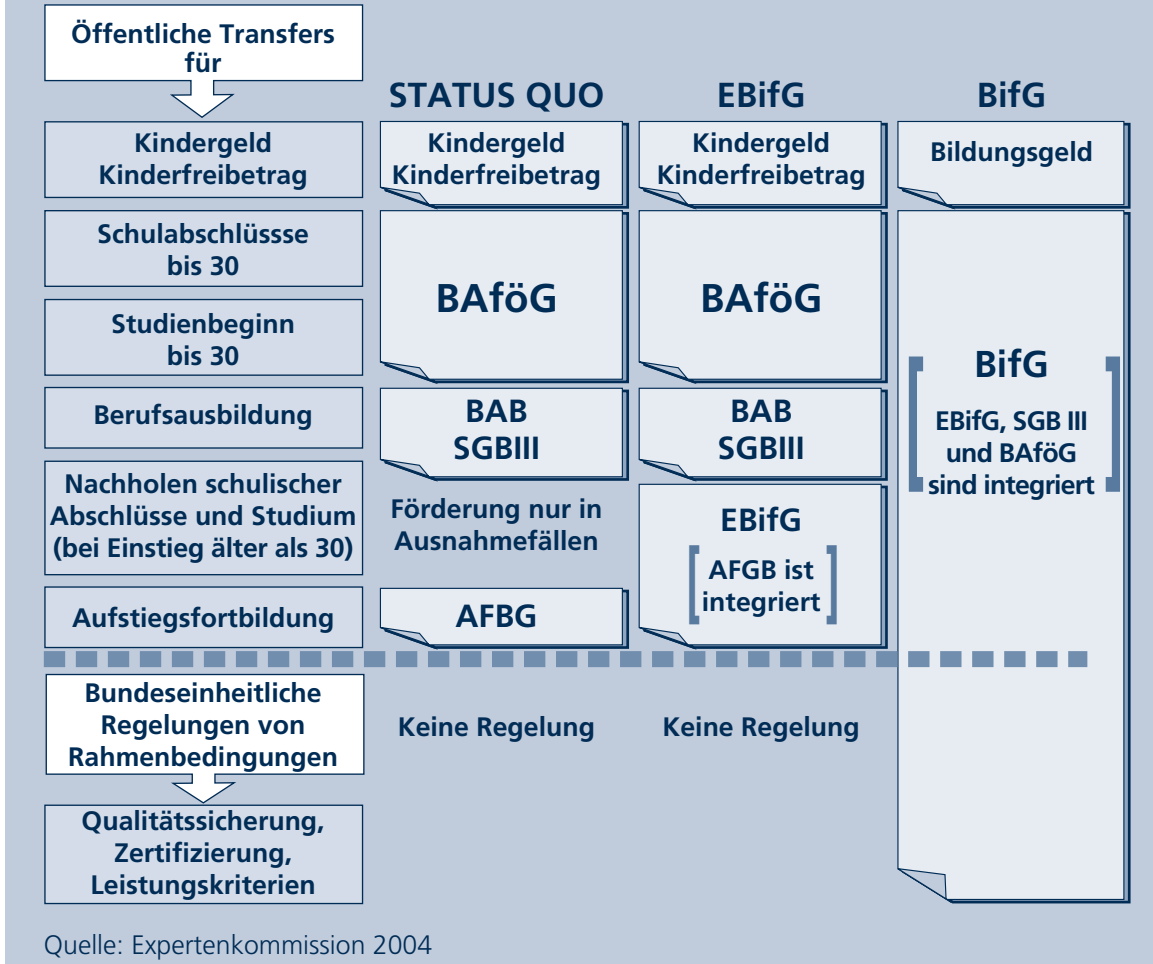 Öffentliche Transfers
für
STATUS QUO
EBifG
BifG
Kindergeld
Kinderfreibetrag
Kindergeld
Kinderfreibetrag
Kindergeld
Kinderfreibetrag
Bildungsgeld
Schulabschlüssse
bis 30
Studienbeginn
bis 30
BAföG
BAföG
BifG
EBifG, SGB III
und BAföG
sind integriert
Berufsausbildung
BAB
SGBIII
BAB
SGBIII
Nachholen schulischer
Abschlüsse und Studium
(bei Einstieg älter als 30)
Förderung nur in
Ausnahmefällen
EBifG
AFGB ist
integriert
Aufstiegsfortbildung
AFBG
Bundeseinheitliche
Regelungen von
Rahmenbedingungen
Keine Regelung
Keine Regelung
Qualitätssicherung,
Zertifizierung,
Leistungskriterien
Quelle: Expertenkommission 2004